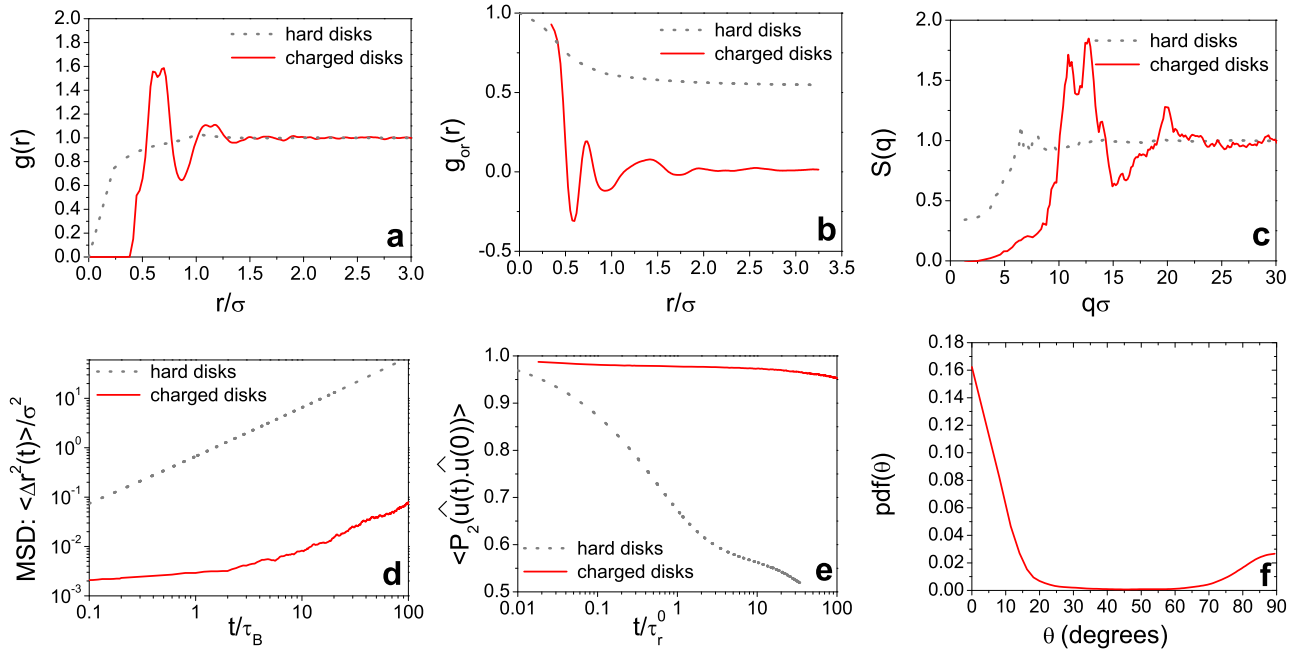 2.0
1.8
1.6
1.4
1.2
1.0
0.8
0.6
0.4
0.2
0.0
g(r)
hard disks
charged disks
a
0.0 0.5 1.0 1.5 2.0 2.5 3.0
r/σ
1.0
0.5
0.0
-0.5
g_or(r)
hard disks
charged disks
b
0.0 0.5 1.0 1.5 2.0 2.5 3.0 3.5
r/σ
2.0
1.5
1.0
0.5
0.0
S(q)
hard disks
charged disks
c
0 5 10 15 20 25 30
qσ
10¹
10⁰
10⁻¹
10⁻²
10⁻³
MSD: <Δr²(t)>/σ²
hard disks
charged disks
d
0.1 1 10 100
t/τ_B
1.0
0.9
0.8
0.7
0.6
0.5
<P₂(û(t).û(0))>
hard disks
charged disks
e
0.01 0.1 1 10 100
t/τ_r⁰
0.18
0.16
0.14
0.12
0.10
0.08
0.06
0.04
0.02
0.00
pdf(θ)
f
0 10 20 30 40 50 60 70 80 90
θ (degrees)